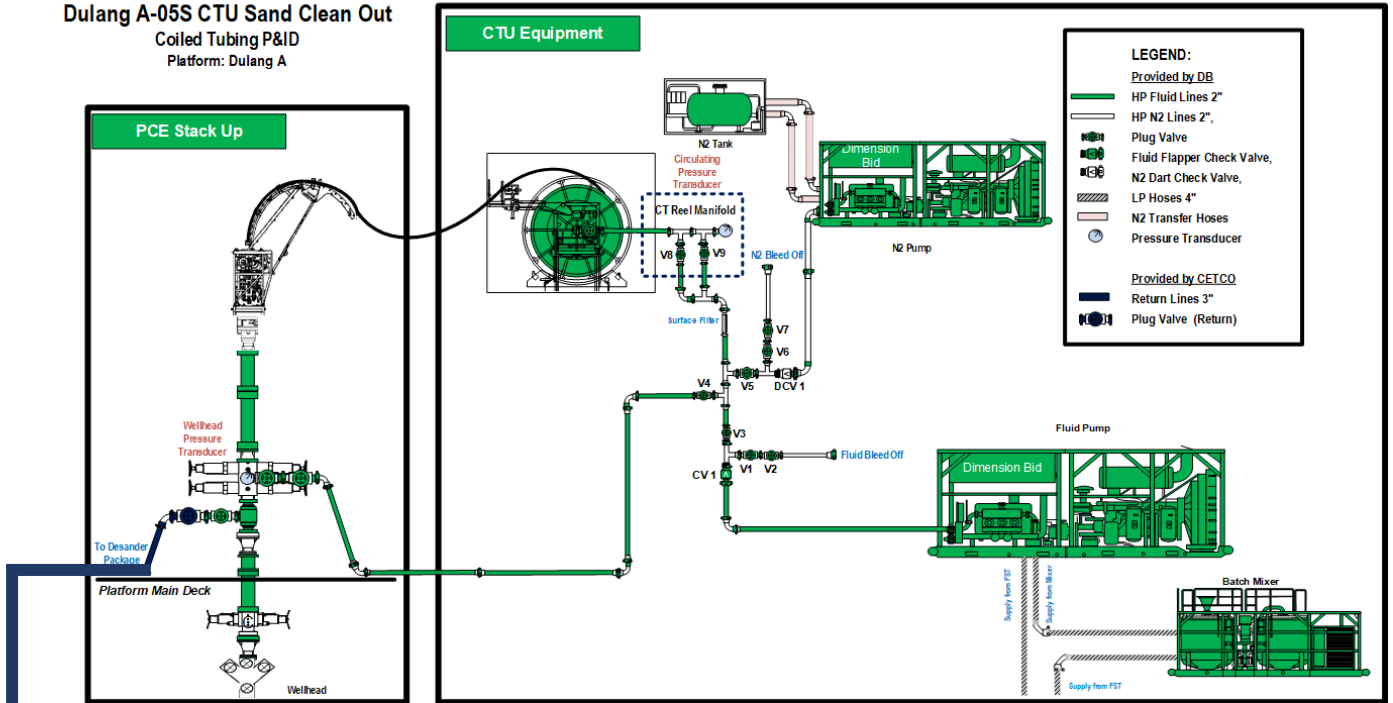 Dulang A-05S CTU Sand Clean Out
Coiled Tubing P&ID
Platform: Dulang A
PCE Stack Up
Wellhead
Pressure
Transducer
To Desander
Package
Platform Main Deck
Wellhead
CTU Equipment
N2 Tank
Circulating
Pressure
Transducer
CT Reel Manifold
V8
V9
Surface Filter
N2 Bleed Off
V7
V6
V5
DCV 1
V4
V3
V1
V2
CV 1
Fluid Bleed Off
Dimension
Bid
N2 Pump
Fluid Pump
Dimension Bid
Supply from FST
Supply from Mixer
Batch Mixer
Supply from FST
LEGEND:
Provided by DB
HP Fluid Lines 2"
HP N2 Lines 2",
Plug Valve
Fluid Flapper Check Valve,
N2 Dart Check Valve,
LP Hoses 4"
N2 Transfer Hoses
Pressure Transducer
Provided by CETCO
Return Lines 3"
Plug Valve (Return)